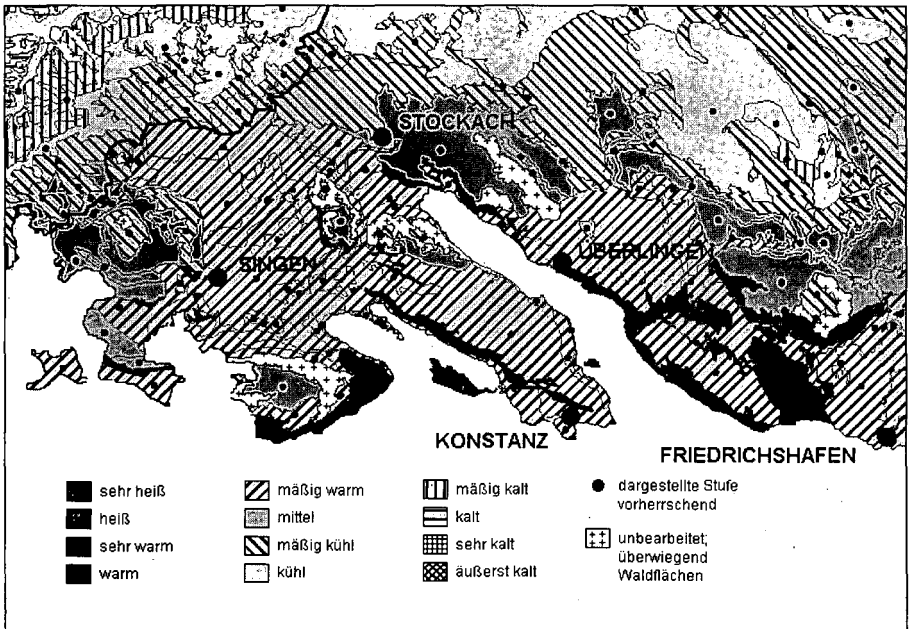 STOCKACH
SINGEN
ÜBERLINGEN
KONSTANZ
FRIEDRICHSHAFEN
sehr heiß
heiß
sehr warm
warm
mäßig warm
mittel
mäßig kühl
kühl
mäßig kalt
kalt
sehr kalt
äußerst kalt
dargestellte Stufe
vorherrschend
unbearbeitet;
überwiegend
Waldflächen